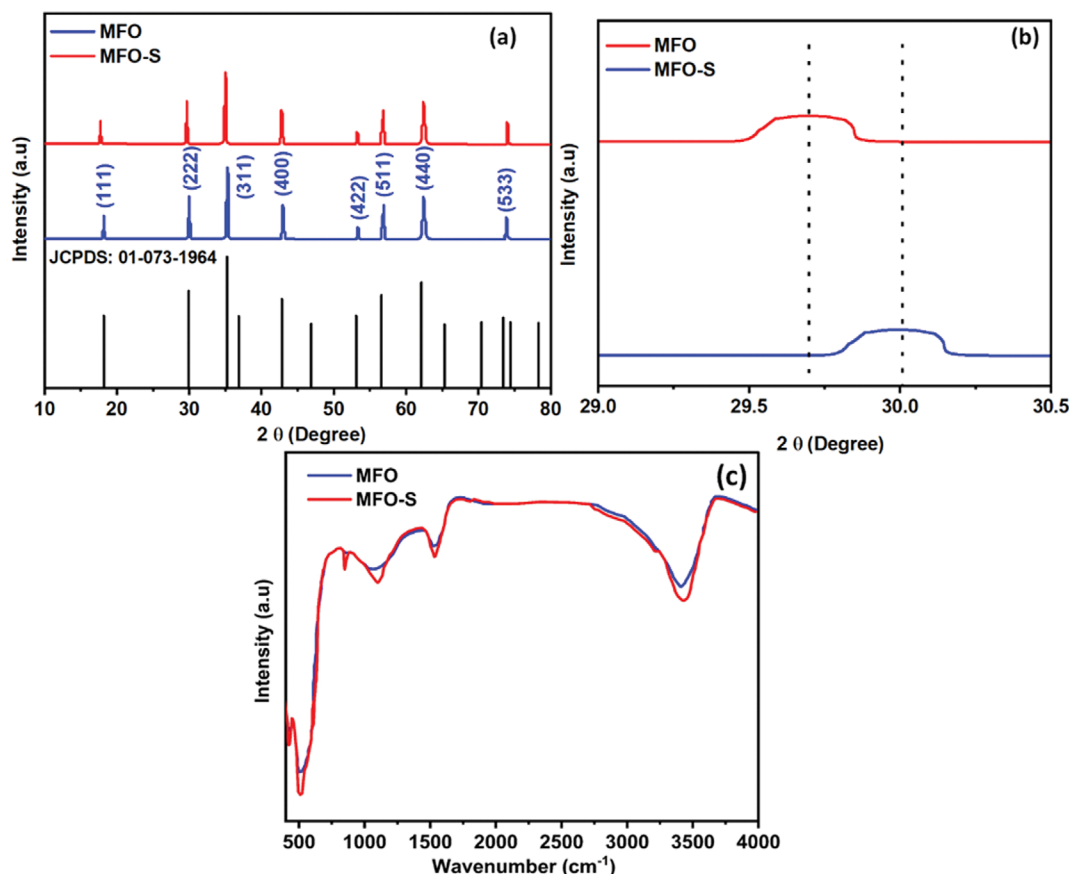 MFO
MFO-S
(a)
Intensity (a.u)
(111)
(222)
(311)
(400)
(422)
(511)
(440)
(533)
JCPDS: 01-073-1964
10 20 30 40 50 60 70 80
2 θ (Degree)
MFO
MFO-S
(b)
Intensity (a.u)
29.0 29.5 30.0 30.5
2 θ (Degree)
MFO
MFO-S
(c)
Intensity (a.u)
500 1000 1500 2000 2500 3000 3500 4000
Wavenumber (cm⁻¹)